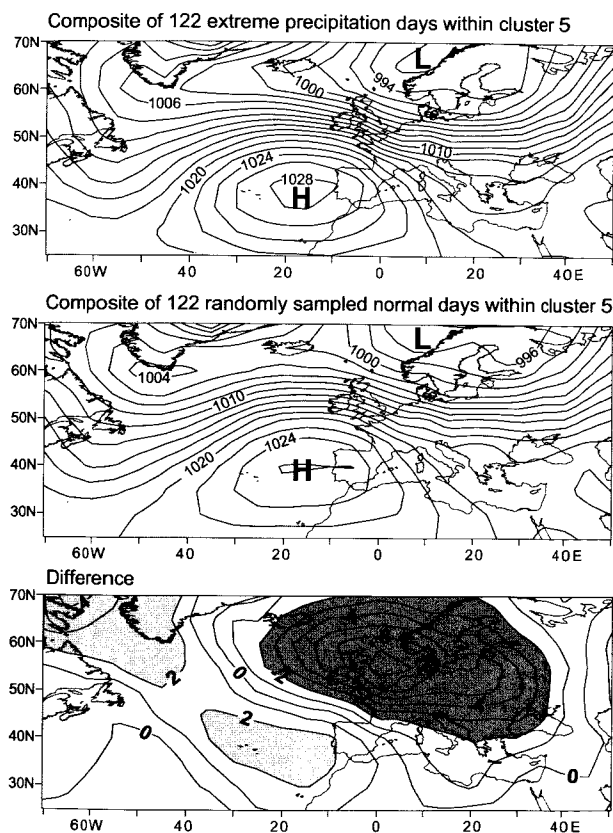 Composite of 122 extreme precipitation days within cluster 5
70N
60N
50N
40N
30N
L
994
1000
1006
1010
1024
1020
1028
H
60W 40 20 0 20 40E
Composite of 122 randomly sampled normal days within cluster 5
70N
60N
50N
40N
30N
L
1000
996
1004
1010
1024
1020
H
60W 40 20 0 20 40E
Difference
70N
60N
50N
40N
30N
2
0
2
0
0
60W 40 20 0 20 40E